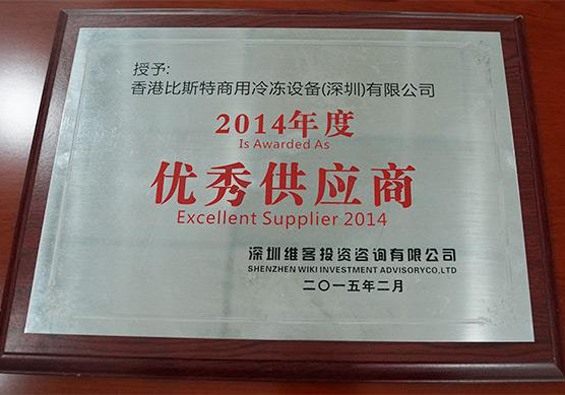 授予:
香港比斯特商用冷冻设备(深圳)有限公司
2014年度
Is Awarded As
优秀供应商
Excellent Supplier 2014
深圳维客投资咨询有限公司
SHENZHEN WIKI INVESTMENT ADVISORYCO,LTD
二〇一五年二月